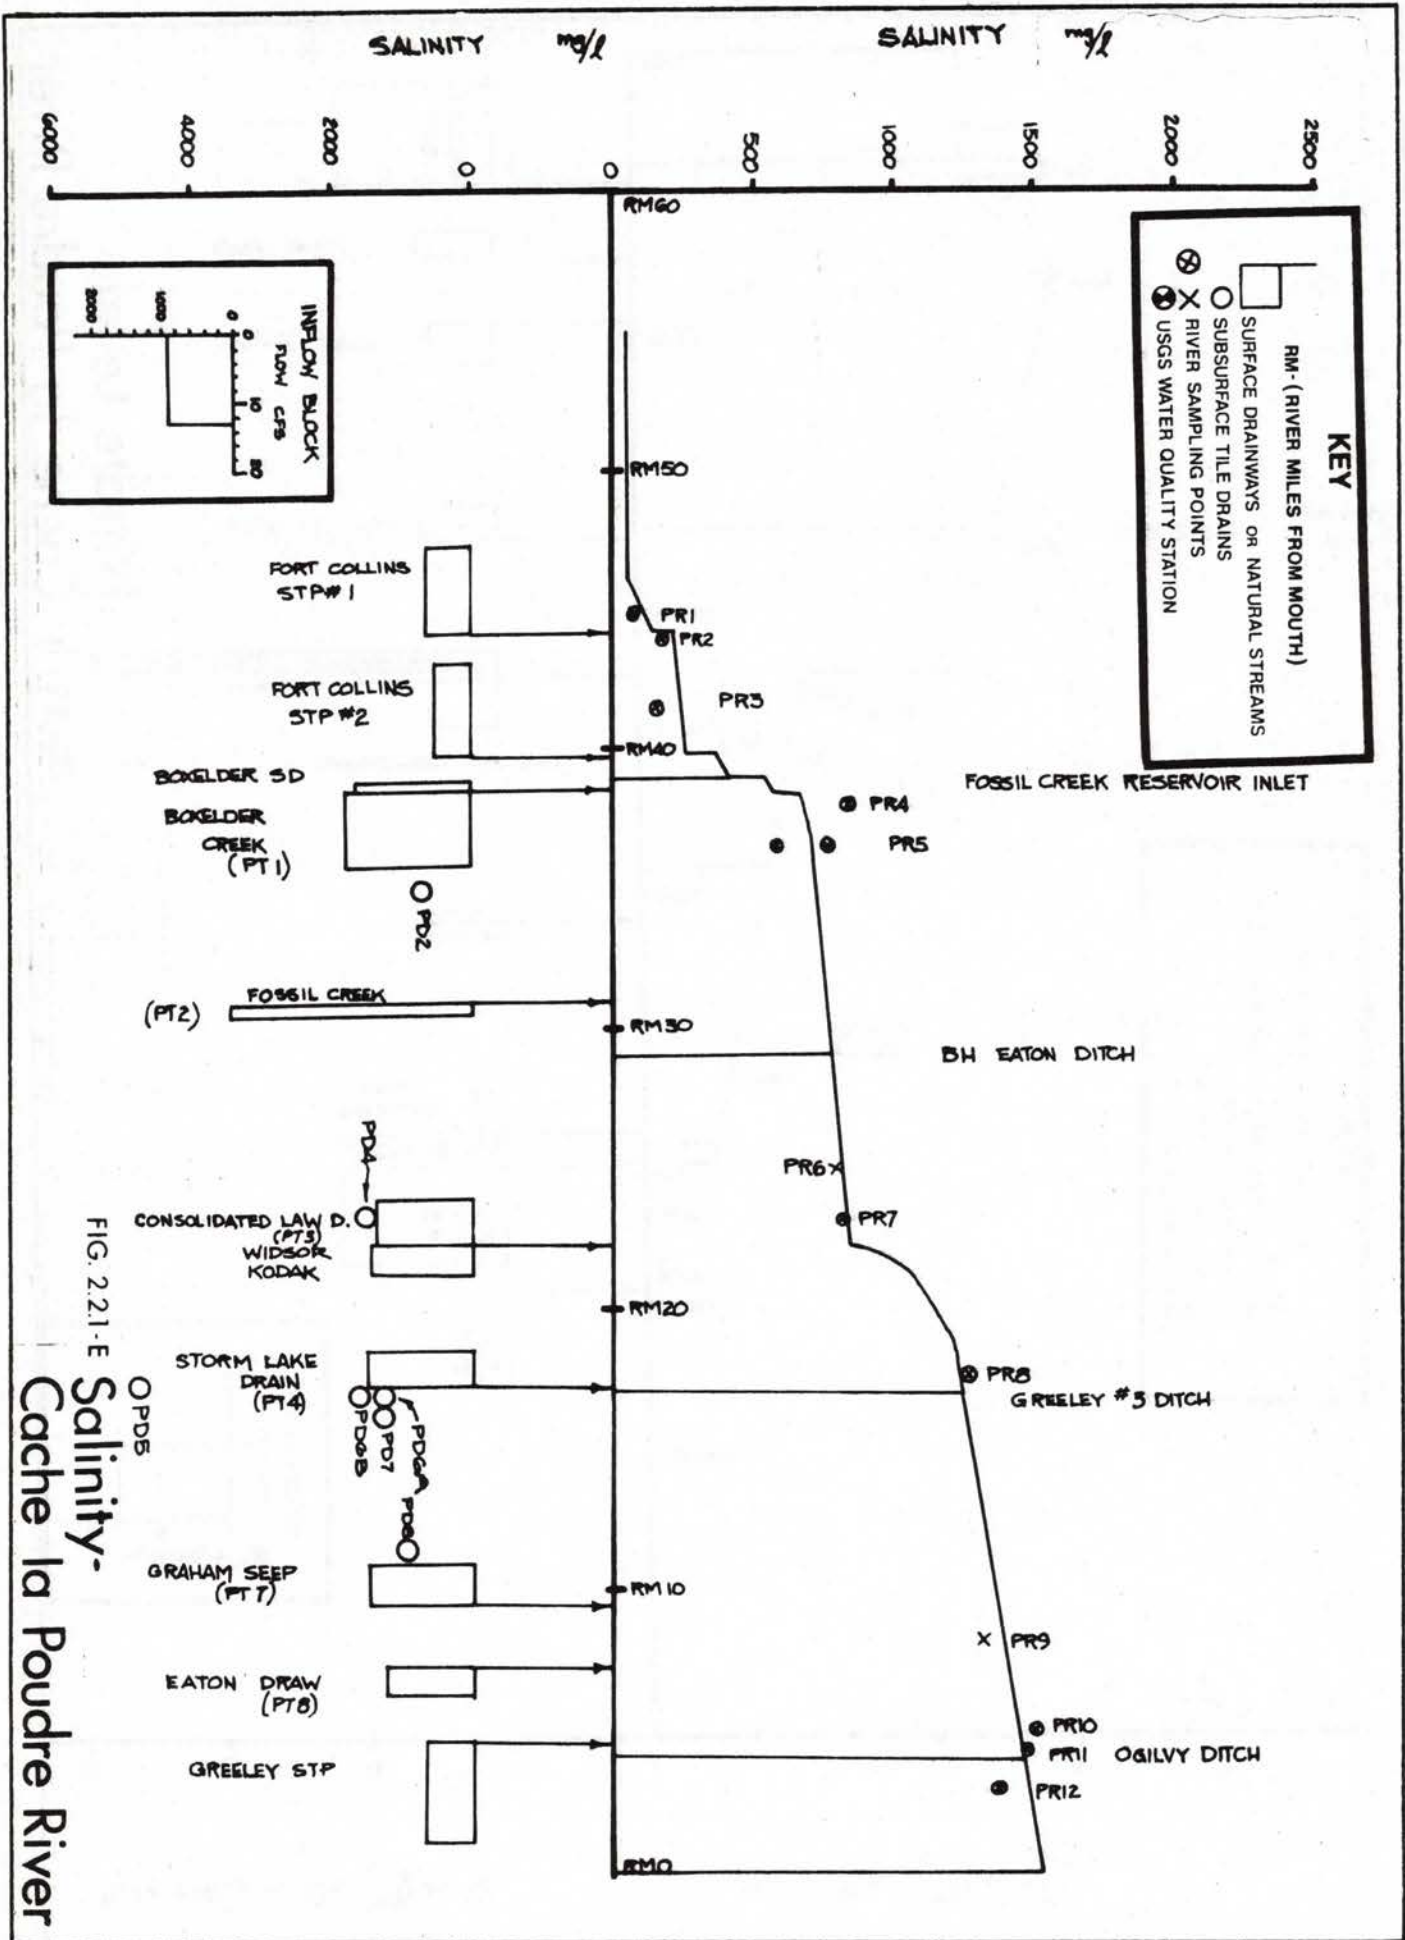 SALINITY mg/l
SALINITY mg/l
6000
4000
2000
0
0
500
1000
1500
2000
2500
KEY
RM-(RIVER MILES FROM MOUTH)
SURFACE DRAINWAYS OR NATURAL STREAMS
SUBSURFACE TILE DRAINS
RIVER SAMPLING POINTS
USGS WATER QUALITY STATION
INFLOW BLOCK
FLOW CFS
0
10
20
0
1000
2000
RM60
RM50
FORT COLLINS
STP#1
PR1
PR2
FORT COLLINS
STP#2
PR3
RM40
BOXELDER SD
FOSSIL CREEK RESERVOIR INLET
BOXELDER
CREEK
(PT1)
PR4
PR5
PD2
FOSSIL CREEK
(PT2)
RM30
BH EATON DITCH
PD4
PR6
CONSOLIDATED LAW D.
(PT3)
WIDSOR
KODAK
PR7
RM20
STORM LAKE
DRAIN
(PT4)
PD6B
PD7
PD6A
PR8
GREELEY #3 DITCH
PD8
GRAHAM SEEP
(PT7)
RM10
PR9
EATON DRAW
(PT8)
PR10
PR11 OGILVY DITCH
GREELEY STP
PR12
RM0
OPD5
FIG. 2.2.1-E Salinity-
Cache la Poudre River